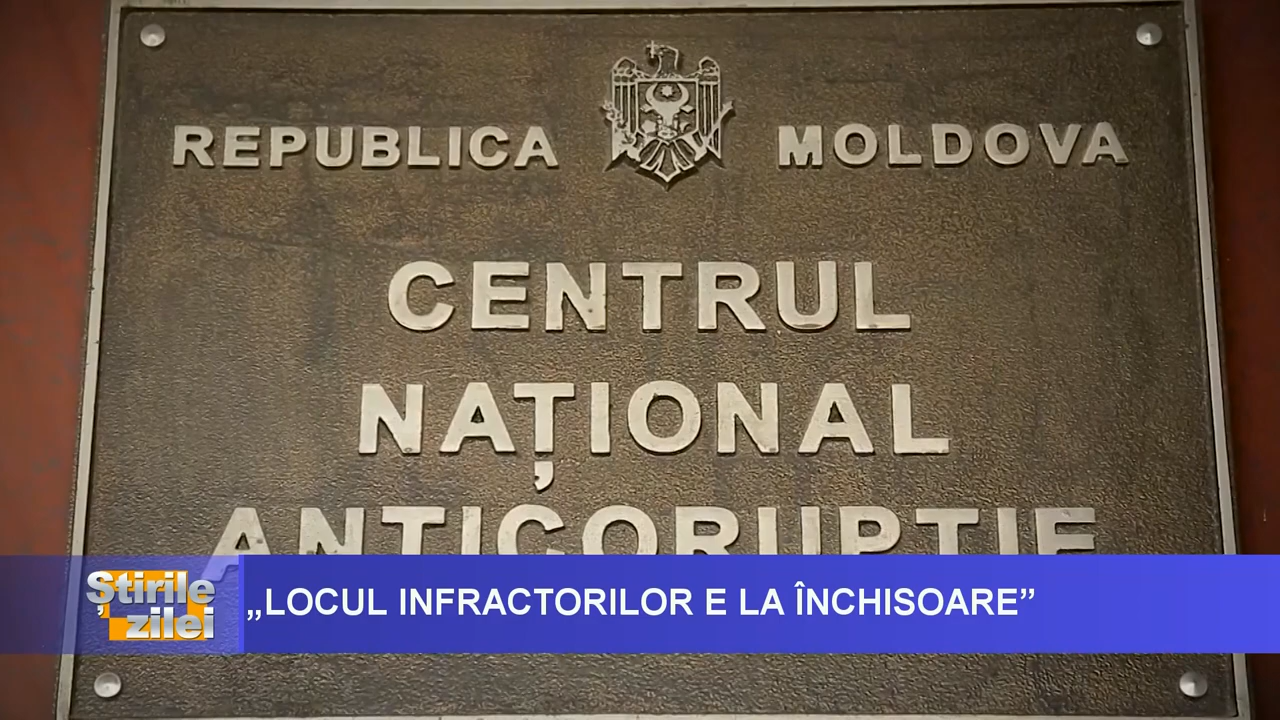 REPUBLICA MOLDOVA
CENTRUL
NAȚIONAL
ANTICORUPȚIE
Știrile
zilei
„LOCUL INFRACTORILOR E LA ÎNCHISOARE”